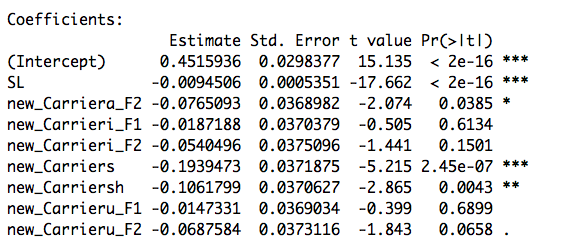 Coefficients:
Estimate Std. Error t value Pr(>|t|)
(Intercept) 0.4515936 0.0298377 15.135 < 2e-16 ***
SL -0.0094506 0.0005351 -17.662 < 2e-16 ***
new_Carriera_F2 -0.0765093 0.0368982 -2.074 0.0385 *
new_Carrieri_F1 -0.0187188 0.0370379 -0.505 0.6134
new_Carrieri_F2 -0.0540496 0.0375096 -1.441 0.1501
new_Carriers -0.1939473 0.0371875 -5.215 2.45e-07 ***
new_Carriersh -0.1061799 0.0370627 -2.865 0.0043 **
new_Carrieru_F1 -0.0147331 0.0369034 -0.399 0.6899
new_Carrieru_F2 -0.0687584 0.0373116 -1.843 0.0658 .